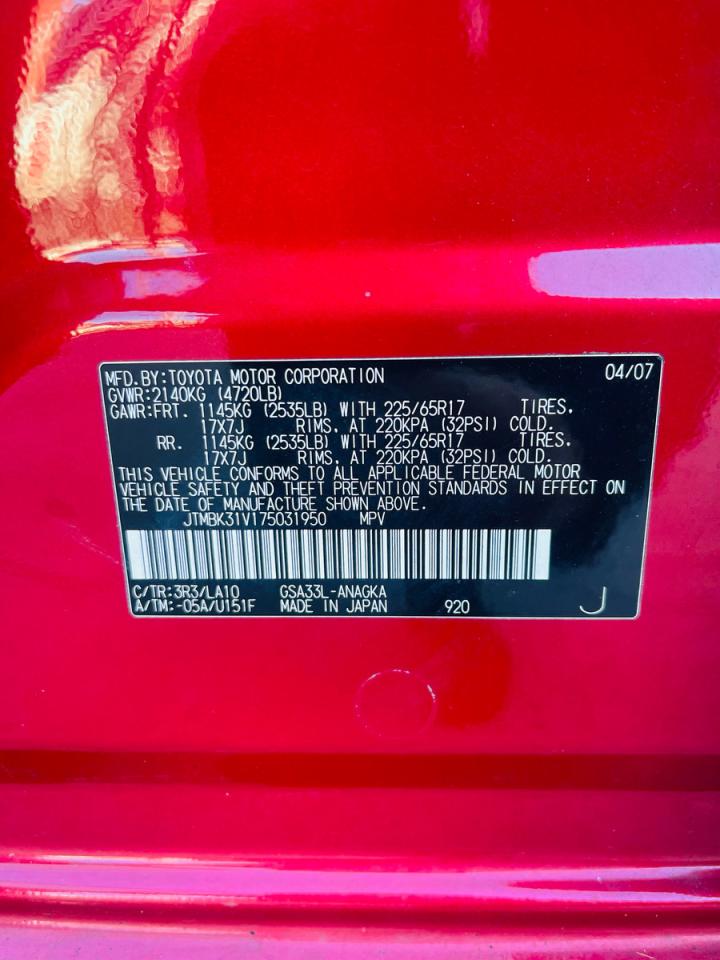 MFD.BY:TOYOTA MOTOR CORPORATION 04/07
GVWR:2140KG (4720LB)
GAWR:FRT. 1145KG (2535LB) WITH 225/65R17 TIRES.
17X7J RIMS, AT 220KPA (32PSI) COLD.
RR. 1145KG (2535LB) WITH 225/65R17 TIRES.
17X7J RIMS, AT 220KPA (32PSI) COLD.
THIS VEHICLE CONFORMS TO ALL APPLICABLE FEDERAL MOTOR
VEHICLE SAFETY AND THEFT PREVENTION STANDARDS IN EFFECT ON
THE DATE OF MANUFACTURE SHOWN ABOVE.
JTMBK31V175031950 MPV
C/TR:3R3/LA10 GSA33L-ANAGKA
A/TM:-05A/U151F MADE IN JAPAN 920 J